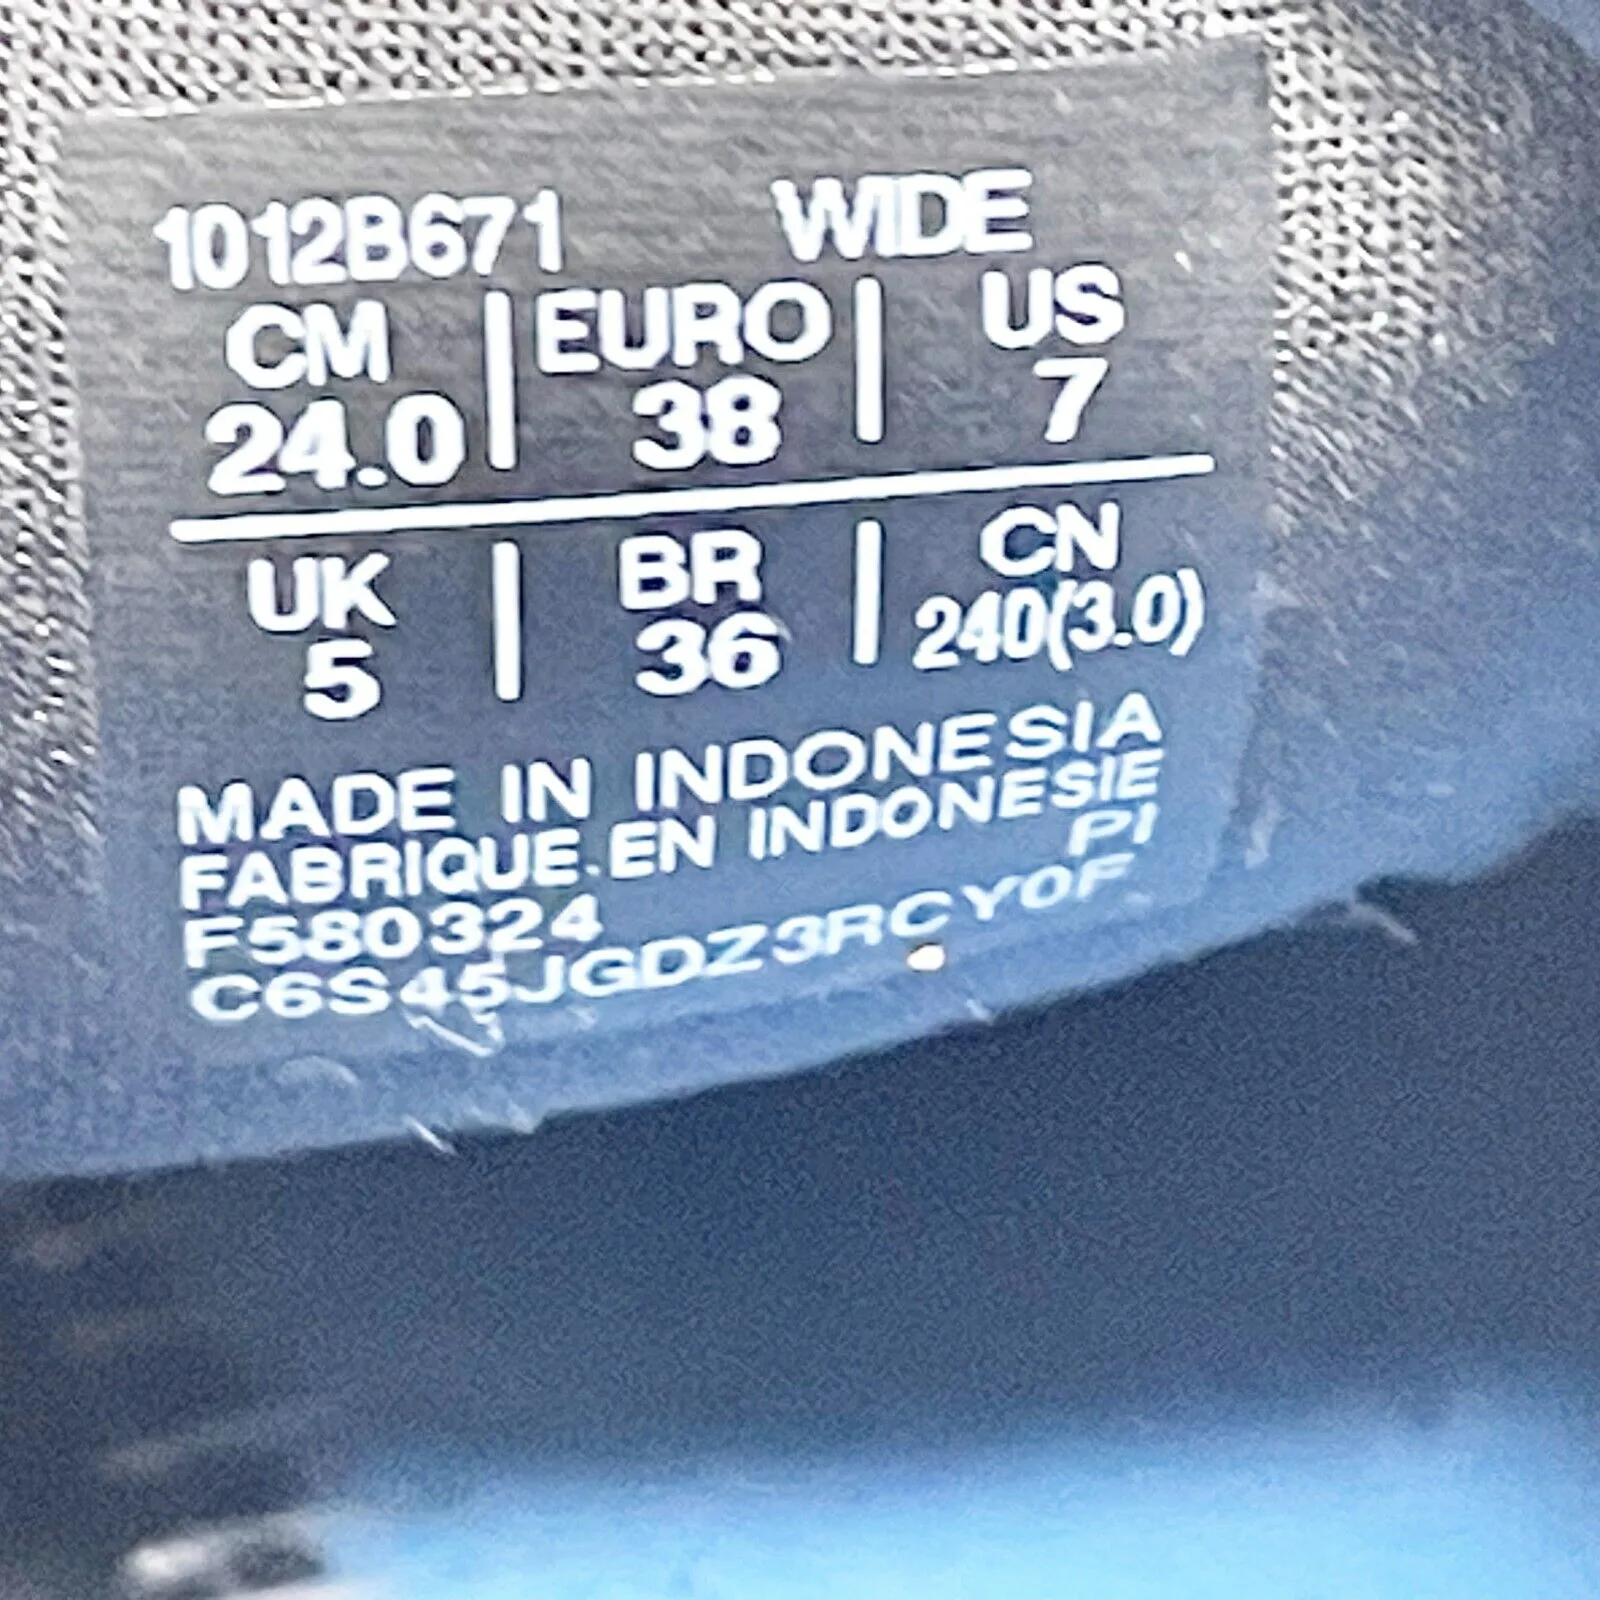 1012B671 WIDE
CM | EURO | US
24.0 38 7
UK | BR | CN
5 36 240(3.0)
MADE IN INDONESIA
FABRIQUE.EN INDONESIE
PI
F580324
C6S45JGDZ3RCY0F